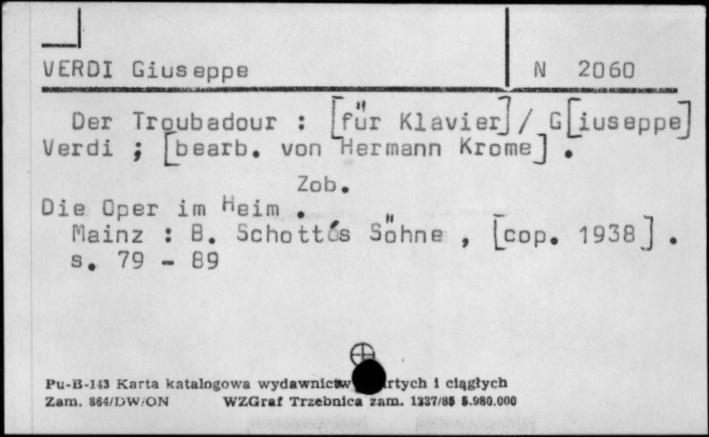 VERDI Giuseppe N 2060
Der Troubadour : [für Klavier] / G[iuseppe]
Verdi ; [bearb. von Hermann Krome] .
Zob.
Die Oper im Heim .
Mainz : B. Schott's Söhne , [cop. 1938] .
s. 79 - 89
Pu-B-143 Karta katalogowa wydawnictw i ciągłych
Zam. 864/DW/ON WZGraf Trzebnica zam. 1337/85 5.980.000